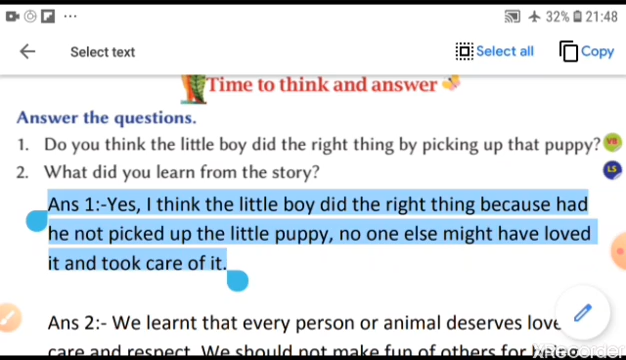 32% 21:48
Select text Select all Copy
Time to think and answer
Answer the questions.
1. Do you think the little boy did the right thing by picking up that puppy? VB
2. What did you learn from the story? LS
Ans 1:-Yes, I think the little boy did the right thing because had
he not picked up the little puppy, no one else might have loved
it and took care of it.
Ans 2:- We learnt that every person or animal deserves love
care and respect. We should not make fun of others for
XRecorder